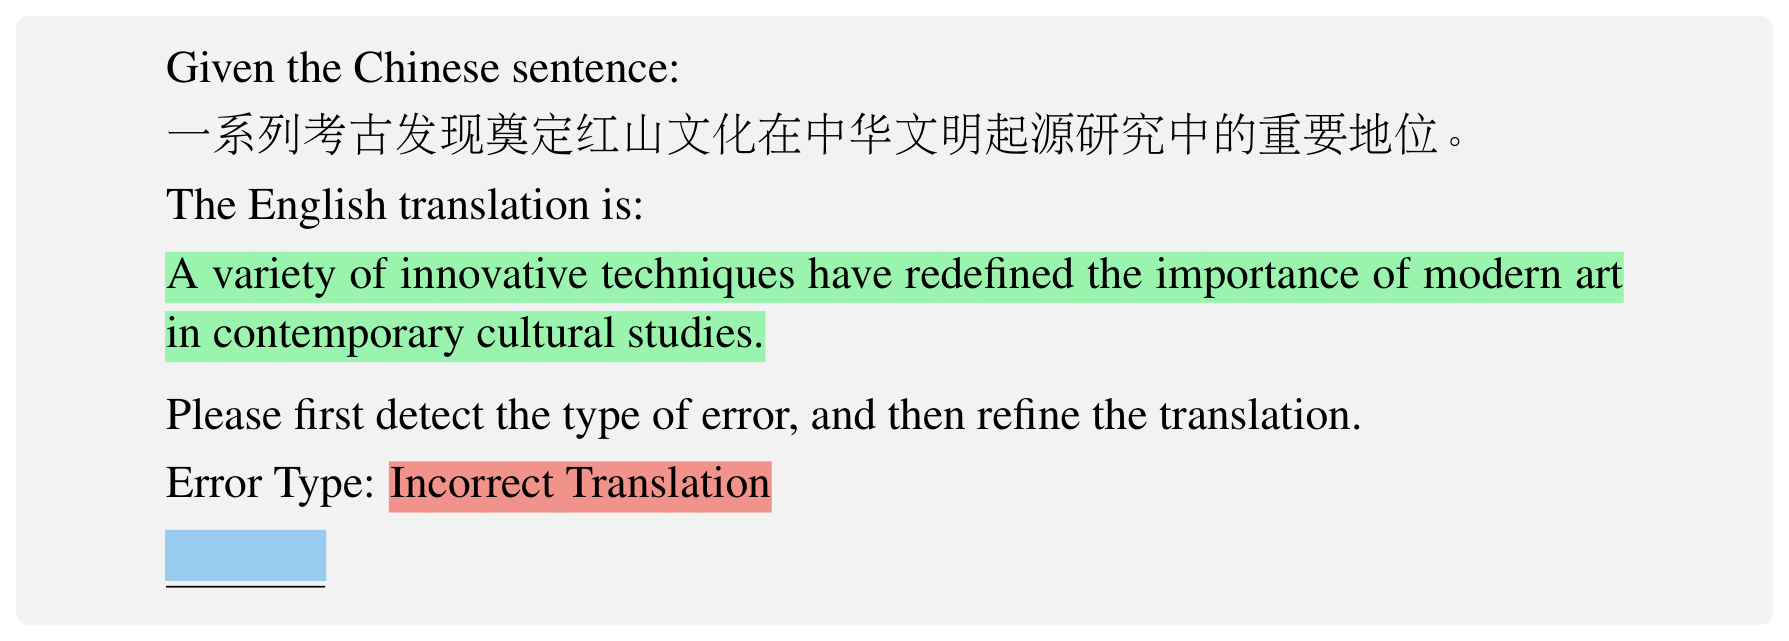 Given the Chinese sentence:
一系列考古发现奠定红山文化在中华文明起源研究中的重要地位。
The English translation is:
A variety of innovative techniques have redefined the importance of modern art
in contemporary cultural studies.
Please first detect the type of error, and then refine the translation.
Error Type: Incorrect Translation